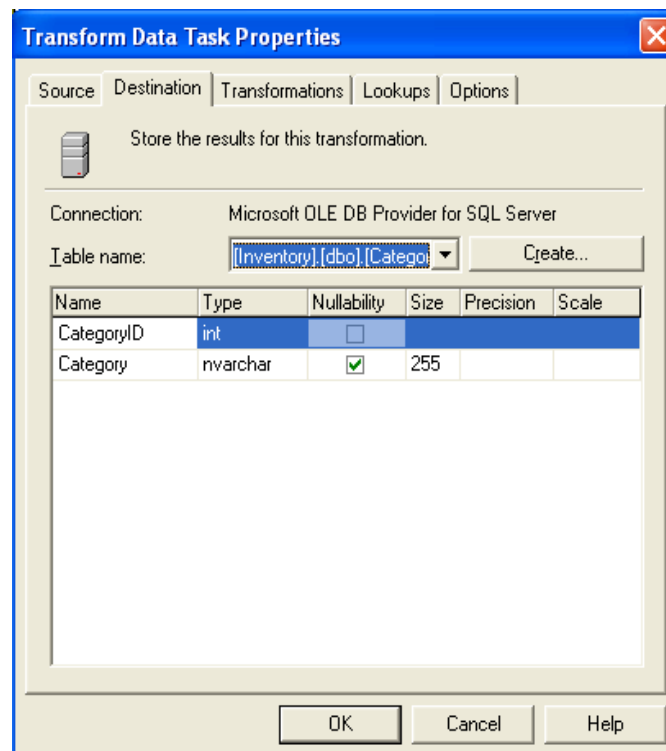 Transform Data Task Properties
Source Destination Transformations Lookups Options
Store the results for this transformation.
Connection: Microsoft OLE DB Provider for SQL Server
Table name: [Inventory].[dbo].[Categor Create...
Name Type Nullability Size Precision Scale
CategoryID int
Category nvarchar 255
OK Cancel Help